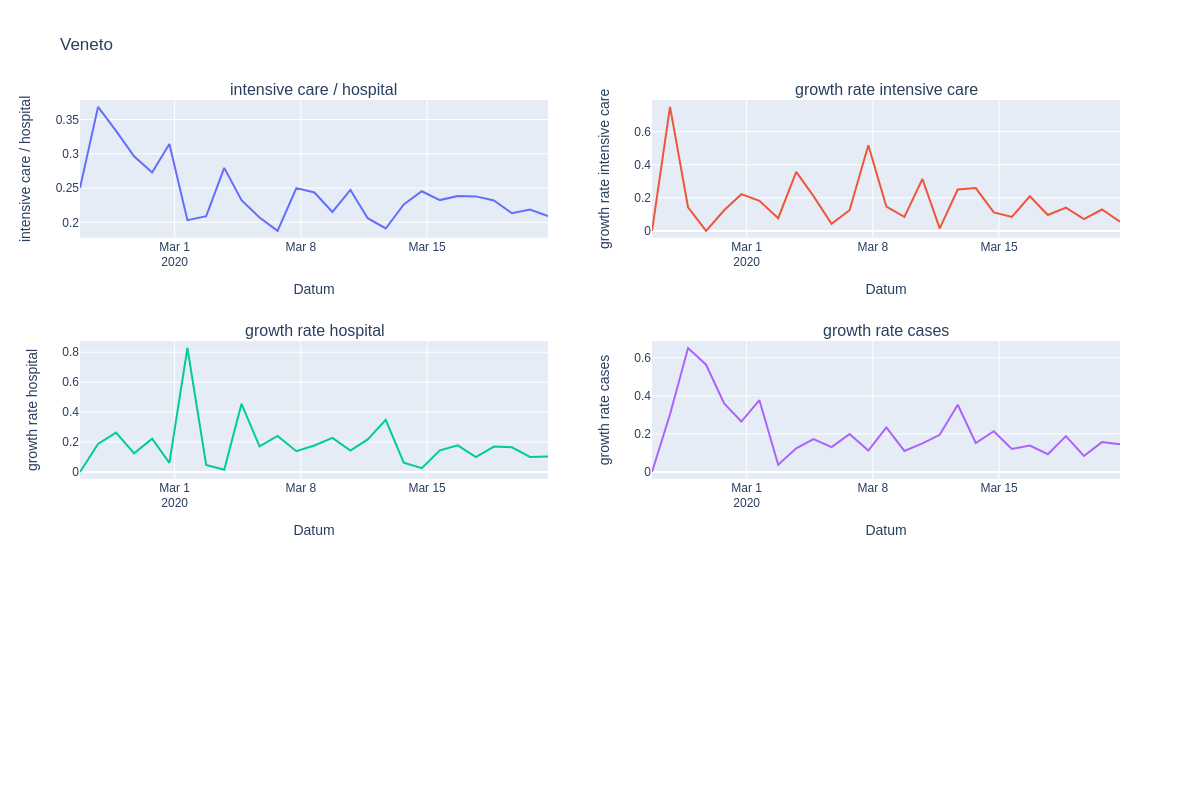 Veneto
intensive care / hospital
intensive care / hospital
0.35
0.3
0.25
0.2
Mar 1
2020
Mar 8
Mar 15
Datum
growth rate intensive care
growth rate intensive care
0.6
0.4
0.2
0
Mar 1
2020
Mar 8
Mar 15
Datum
growth rate hospital
growth rate hospital
0.8
0.6
0.4
0.2
0
Mar 1
2020
Mar 8
Mar 15
Datum
growth rate cases
growth rate cases
0.6
0.4
0.2
0
Mar 1
2020
Mar 8
Mar 15
Datum